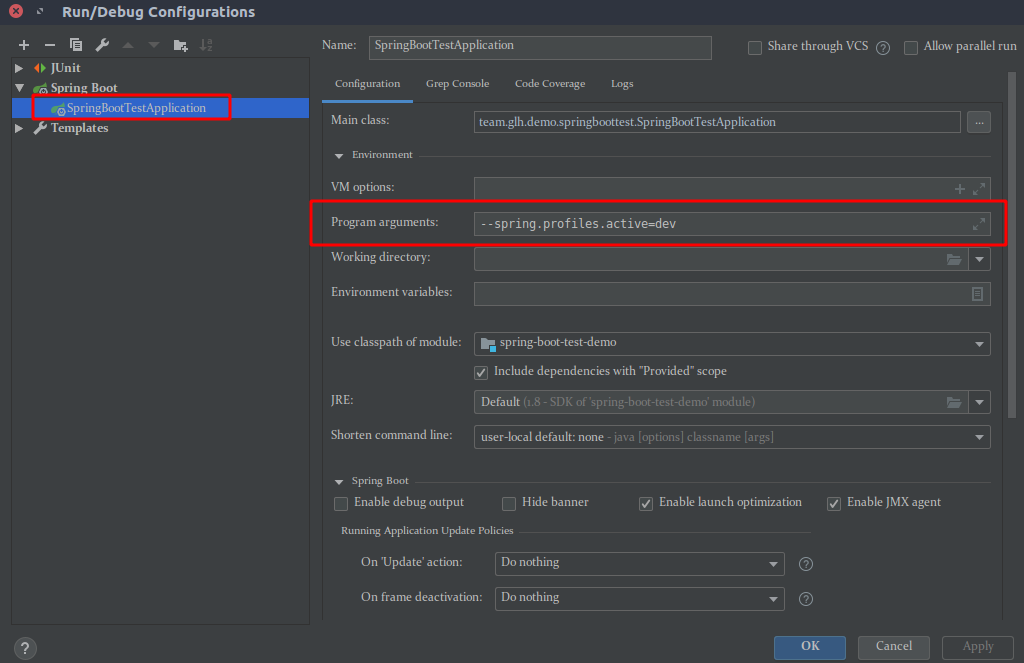 Run/Debug Configurations
Name: SpringBootTestApplication Share through VCS ? Allow parallel run
JUnit
Spring Boot
SpringBootTestApplication
Templates
Configuration Grep Console Code Coverage Logs
Main class: team.glh.demo.springboottest.SpringBootTestApplication ...
Environment
VM options:
Program arguments: --spring.profiles.active=dev
Working directory:
Environment variables:
Use classpath of module: spring-boot-test-demo
Include dependencies with "Provided" scope
JRE: Default (1.8 - SDK of 'spring-boot-test-demo' module)
Shorten command line: user-local default: none - java [options] classname [args]
Spring Boot
Enable debug output Hide banner Enable launch optimization Enable JMX agent
Running Application Update Policies
On 'Update' action: Do nothing ?
On frame deactivation: Do nothing ?
? OK Cancel Apply